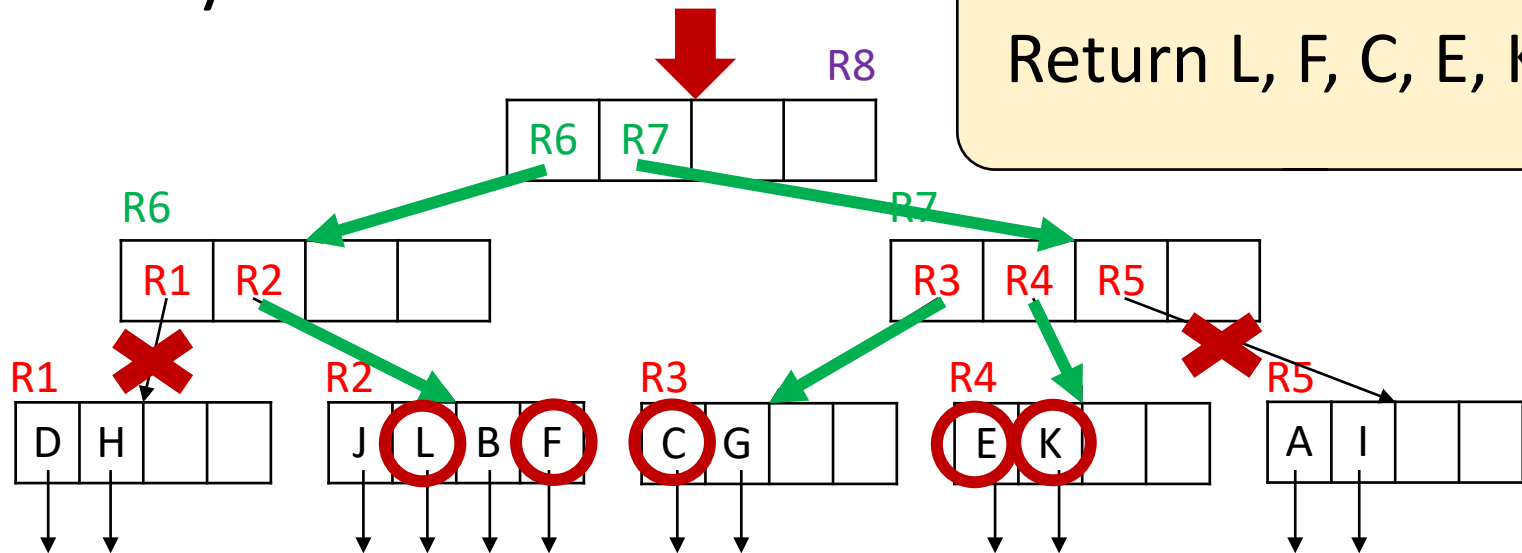 R8
Return L, F, C, E, K
R6 R7
R6
R7
R1 R2
R3 R4 R5
R1
R2
R3
R4
R5
D H
J L B F
C G
E K
A I